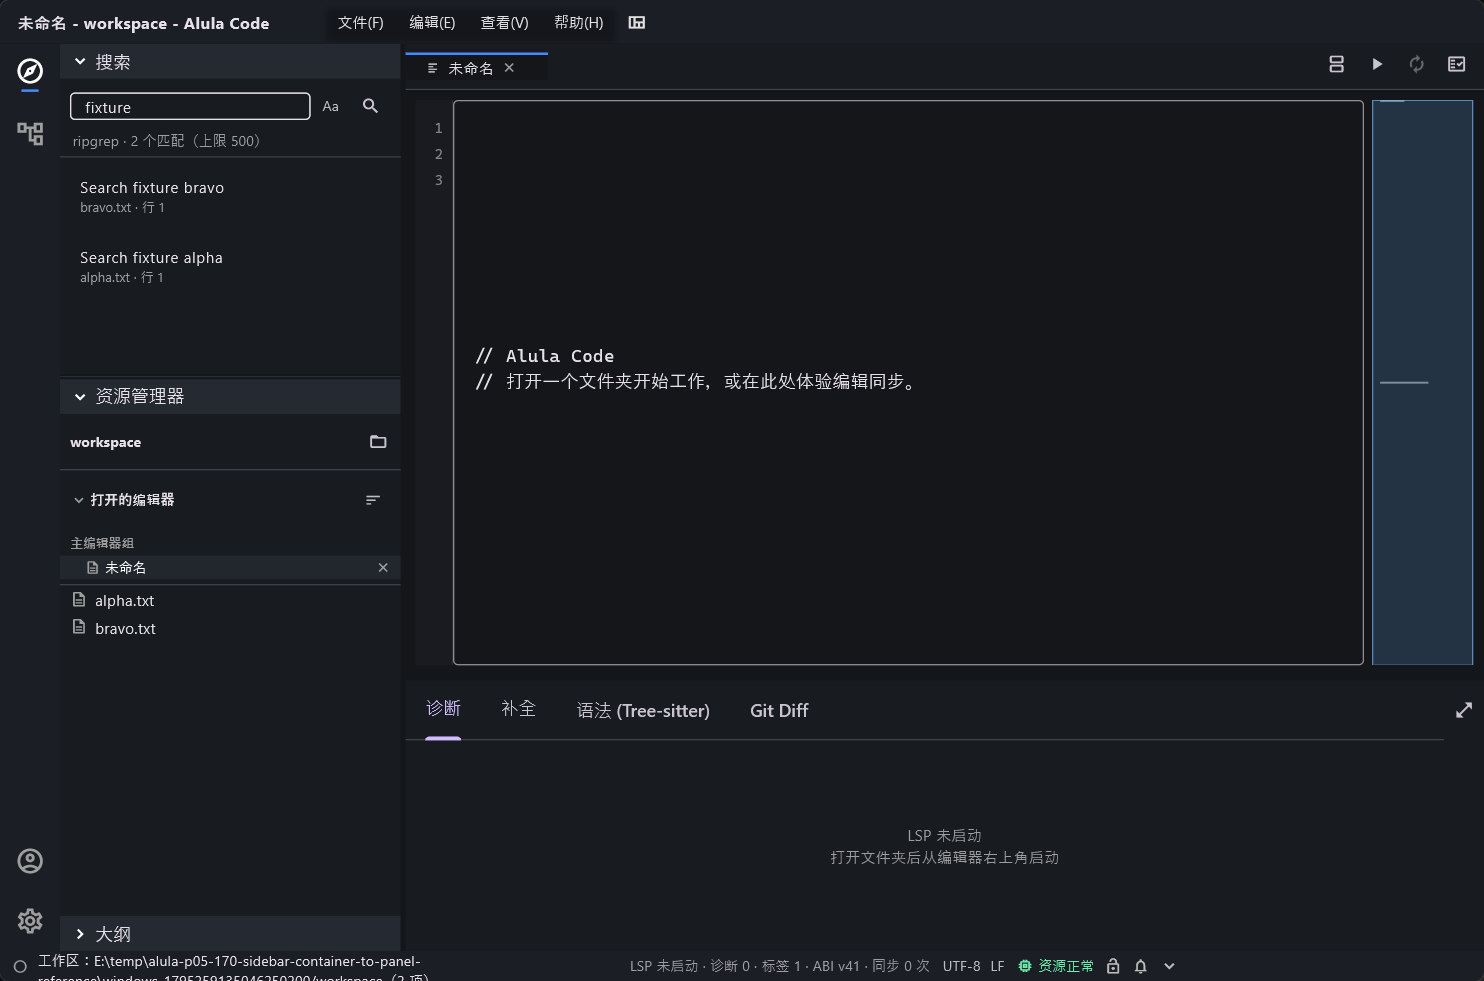 未命名 - workspace - Alula Code
文件(F) 编辑(E) 查看(V) 帮助(H)
搜索
fixture Aa
ripgrep · 2 个匹配（上限 500）
Search fixture bravo
bravo.txt · 行 1
Search fixture alpha
alpha.txt · 行 1
资源管理器
workspace
打开的编辑器
主编辑器组
未命名
alpha.txt
bravo.txt
大纲
未命名
1
2
3
// Alula Code
// 打开一个文件夹开始工作，或在此处体验编辑同步。
诊断 补全 语法 (Tree-sitter) Git Diff
LSP 未启动
打开文件夹后从编辑器右上角启动
工作区：E:\temp\alula-p05-170-sidebar-container-to-panel-
reference\windows-1795259135046250200/workspace（2 项）
LSP 未启动 · 诊断 0 · 标签 1 · ABI v41 · 同步 0 次 UTF-8 LF 资源正常